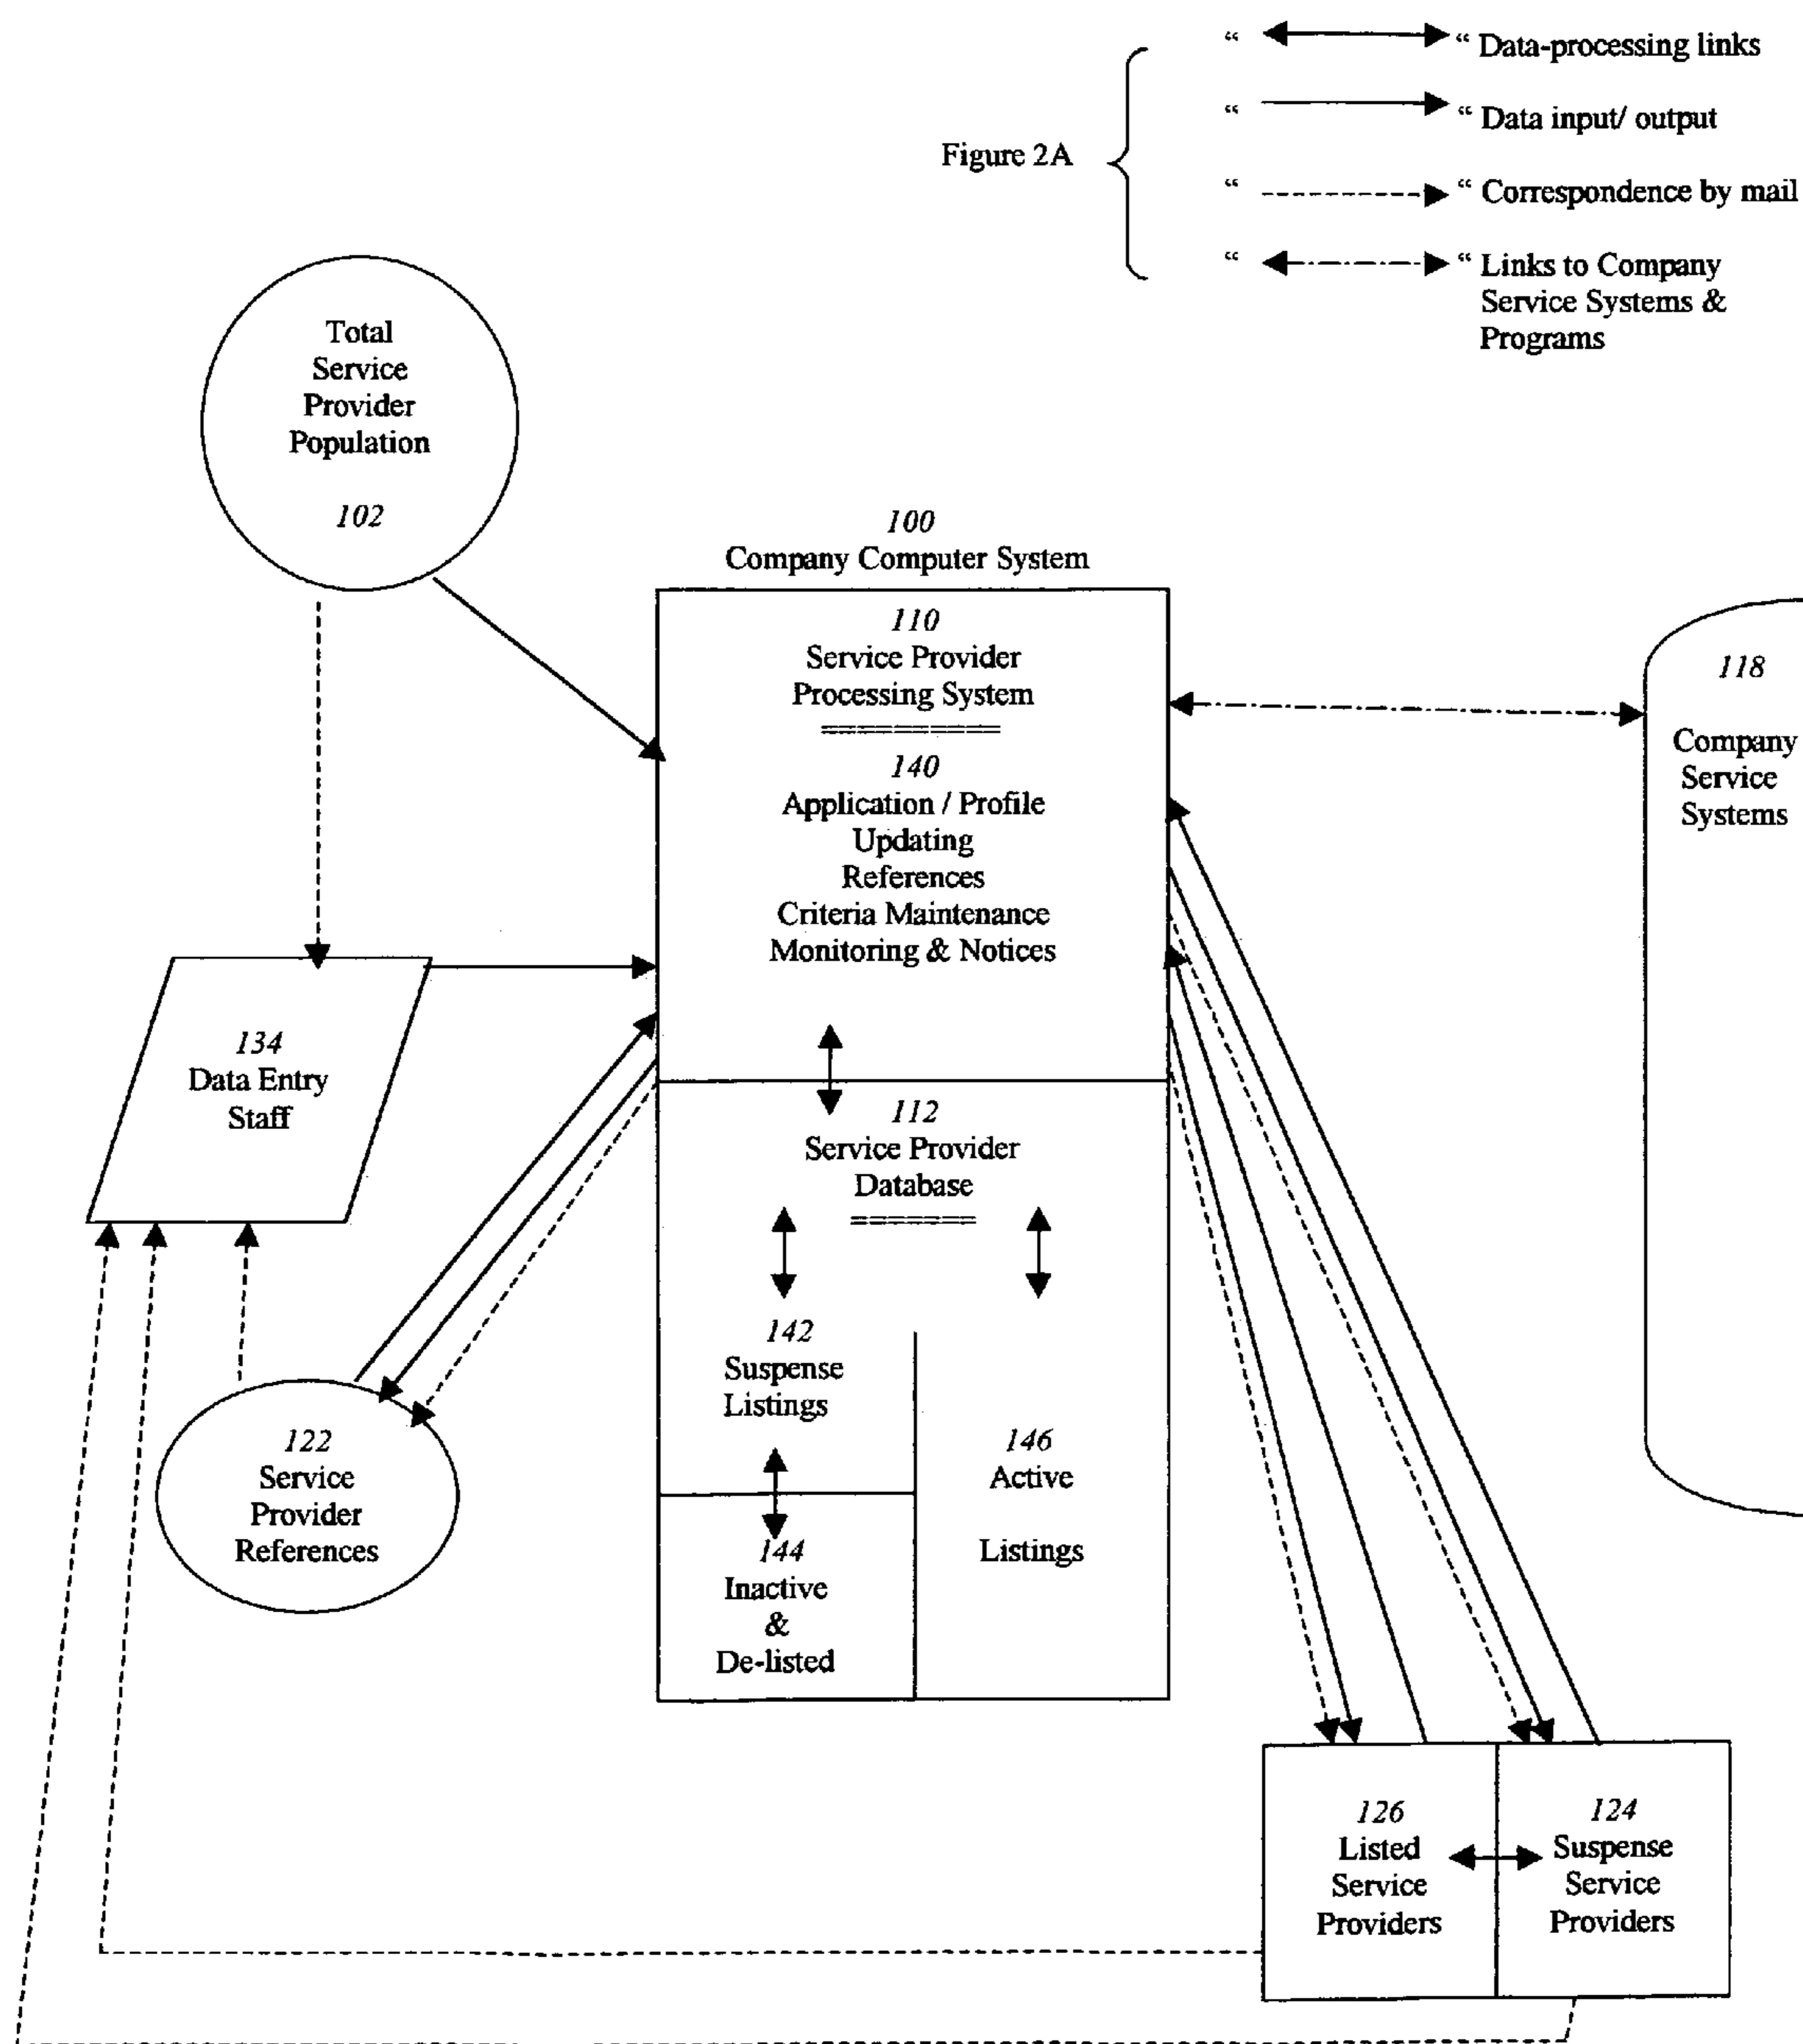 “ “ Data-processing links
“ “ Data input/ output
Figure 2A
“ “ Correspondence by mail
“ “ Links to Company
Service Systems &
Programs
Total
Service
Provider
Population
102
100
Company Computer System
110
Service Provider
Processing System
==========
140
Application / Profile
Updating
References
Criteria Maintenance
Monitoring & Notices
118
Company
Service
Systems
134
Data Entry
Staff
112
Service Provider
Database
=======
142
Suspense
Listings
146
Active
Listings
122
Service
Provider
References
144
Inactive
&
De-listed
126
Listed
Service
Providers
124
Suspense
Service
Providers